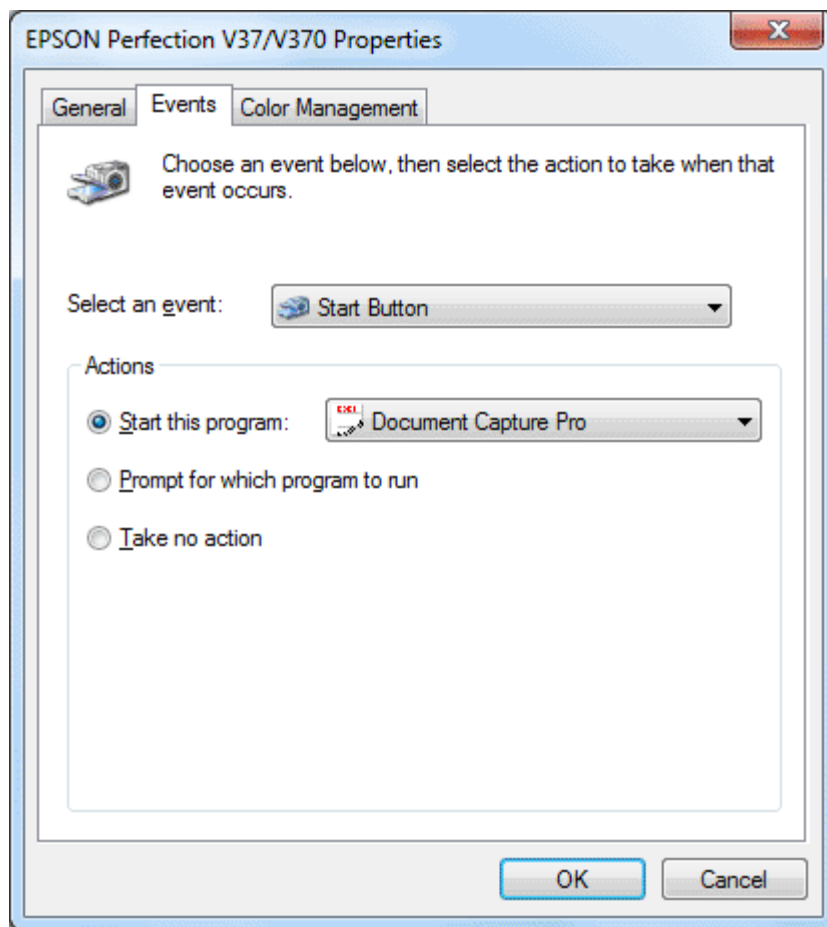 EPSON Perfection V37/V370 Properties
General Events Color Management
Choose an event below, then select the action to take when that
event occurs.
Select an event: Start Button
Actions
Start this program: Document Capture Pro
Prompt for which program to run
Take no action
OK Cancel